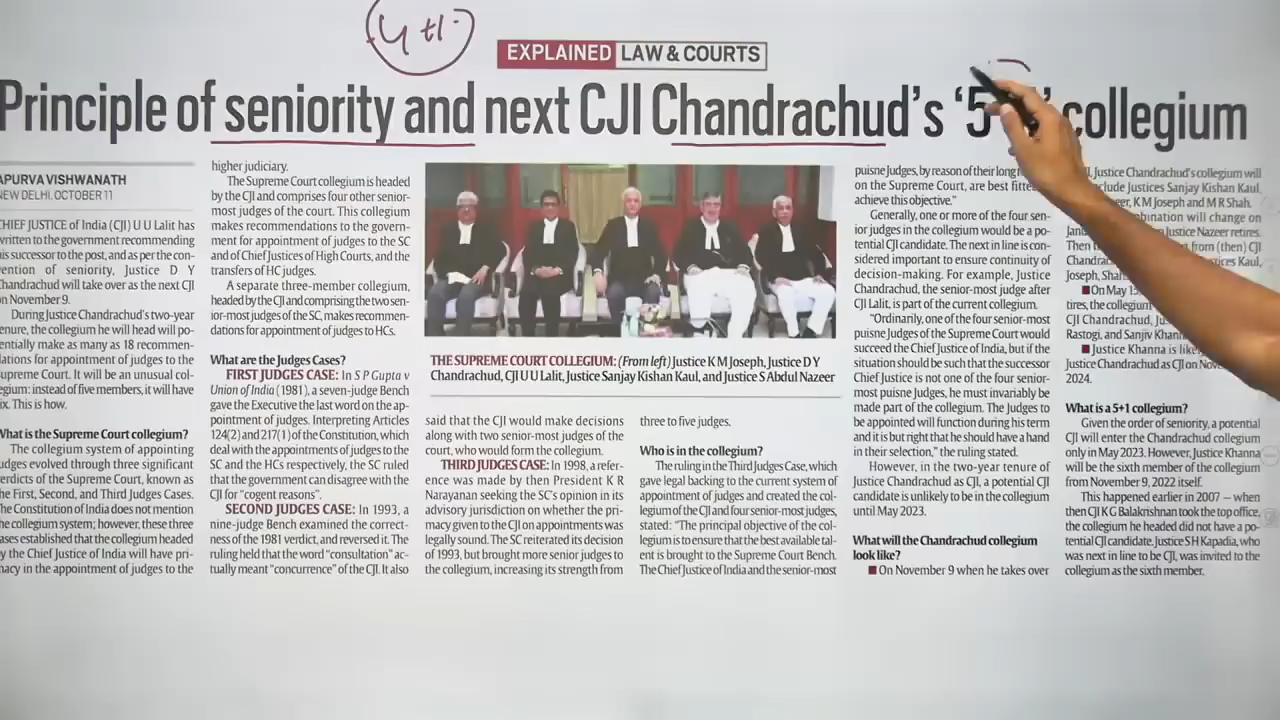 4th
EXPLAINED LAW & COURTS
Principle of seniority and next CJI Chandrachud's '5 ' collegium
APURVA VISHWANATH
NEW DELHI, OCTOBER 11
CHIEF JUSTICE of India (CJI) U U Lalit has
written to the government recommending
his successor to the post, and as per the con-
vention of seniority, Justice D Y
Chandrachud will take over as the next CJI
on November 9.
During Justice Chandrachud's two-year
tenure, the collegium he will head will po-
entially make as many as 18 recommen-
dations for appointment of judges to the
Supreme Court. It will be an unusual col-
egium: instead of five members, it will have
ix. This is how.
What is the Supreme Court collegium?
The collegium system of appointing
udges evolved through three significant
erdicts of the Supreme Court, known as
he First, Second, and Third Judges Cases.
The Constitution of India does not mention
he collegium system; however, these three
ases established that the collegium headed
y the Chief Justice of India will have pri-
macy in the appointment of judges to the
higher judiciary.
The Supreme Court collegium is headed
by the CJI and comprises four other senior-
most judges of the court. This collegium
makes recommendations to the govern-
ment for appointment of judges to the SC
and of Chief Justices of High Courts, and the
transfers of HC judges.
A separate three-member collegium,
headed by the CJI and comprising the two sen-
ior-most judges of the SC, makes recommen-
dations for appointment of judges to HCs.
What are the Judges Cases?
FIRST JUDGES CASE: In S P Gupta v
Union of India (1981), a seven-judge Bench
gave the Executive the last word on the ap-
pointment of judges. Interpreting Articles
124(2) and 217(1) of the Constitution, which
deal with the appointments of judges to the
SC and the HCs respectively, the SC ruled
that the government can disagree with the
CJI for "cogent reasons".
SECOND JUDGES CASE: In 1993, a
nine-judge Bench examined the correct-
ness of the 1981 verdict, and reversed it. The
ruling held that the word "consultation" ac-
tually meant "concurrence" of the CJI. It also
THE SUPREME COURT COLLEGIUM: (From left) Justice K M Joseph, Justice D Y
Chandrachud, CJI U U Lalit, Justice Sanjay Kishan Kaul, and Justice S Abdul Nazeer
said that the CJI would make decisions
along with two senior-most judges of the
court, who would form the collegium.
THIRD JUDGES CASE: In 1998, a refer-
ence was made by then President K R
Narayanan seeking the SC's opinion in its
advisory jurisdiction on whether the pri-
macy given to the CJI on appointments was
legally sound. The SC reiterated its decision
of 1993, but brought more senior judges to
the collegium, increasing its strength from
three to five judges.
Who is in the collegium?
The ruling in the Third Judges Case, which
gave legal backing to the current system of
appointment of judges and created the col-
legium of the CJI and four senior-most judges,
stated: "The principal objective of the col-
legium is to ensure that the best available tal-
ent is brought to the Supreme Court Bench.
The Chief Justice of India and the senior-most
puisne Judges, by reason of their long
on the Supreme Court, are best fitte
achieve this objective."
Generally, one or more of the four sen-
ior judges in the collegium would be a po-
tential CJI candidate. The next in line is con-
sidered important to ensure continuity of
decision-making. For example, Justice
Chandrachud, the senior-most judge after
CJI Lalit, is part of the current collegium.
"Ordinarily, one of the four senior-most
puisne Judges of the Supreme Court would
succeed the Chief Justice of India, but if the
situation should be such that the successor
Chief Justice is not one of the four senior-
most puisne Judges, he must invariably be
made part of the collegium. The Judges to
be appointed will function during his term
and it is but right that he should have a hand
in their selection," the ruling stated.
However, in the two-year tenure of
Justice Chandrachud as CJI, a potential CJI
candidate is unlikely to be in the collegium
until May 2023.
What will the Chandrachud collegium
look like?
■ On November 9 when he takes over
Justice Chandrachud's collegium will
clude Justices Sanjay Kishan Kaul,
eer, K M Joseph and M R Shah.
bination will change on
Justice Nazeer retires.
Then from (then) CJI
Chandrac tices Kaul,
Joseph, Shah
■ On May 15
tires, the collegium
CJI Chandrachud, Jus
Rastogi, and Sanjiv Khann
■ Justice Khanna is likel
Justice Chandrachud as CJI on Nove
2024.
What is a 5+1 collegium?
Given the order of seniority, a potential
CJI will enter the Chandrachud collegium
only in May 2023. However, Justice Khanna
will be the sixth member of the collegium
from November 9, 2022 itself.
This happened earlier in 2007 — when
then CJI K G Balakrishnan took the top office,
the collegium he headed did not have a po-
tential CJI candidate. Justice S H Kapadia, who
was next in line to be CJI, was invited to the
collegium as the sixth member.